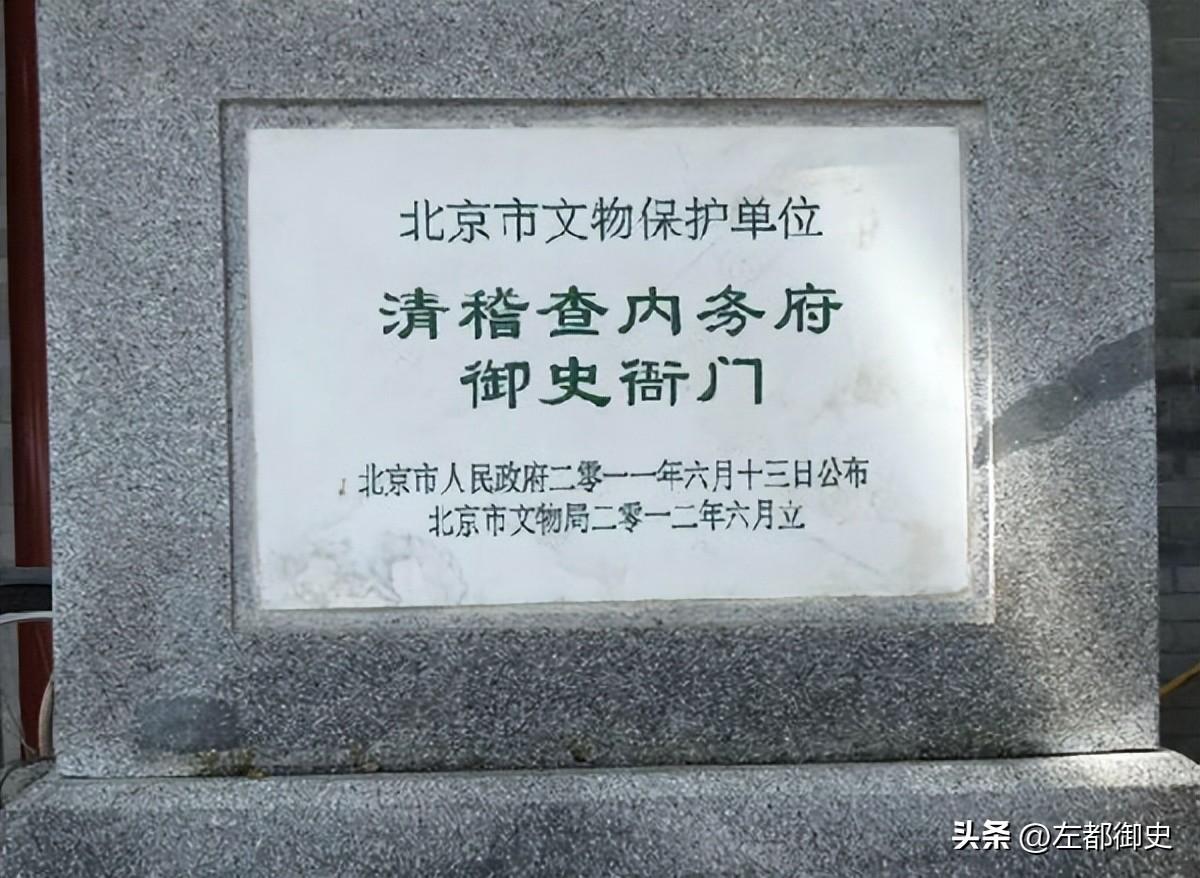 北京市文物保护单位
清稽查内务府
御史衙门
北京市人民政府二零一一年六月十三日公布
北京市文物局二零一二年六月立
头条 @左都御史